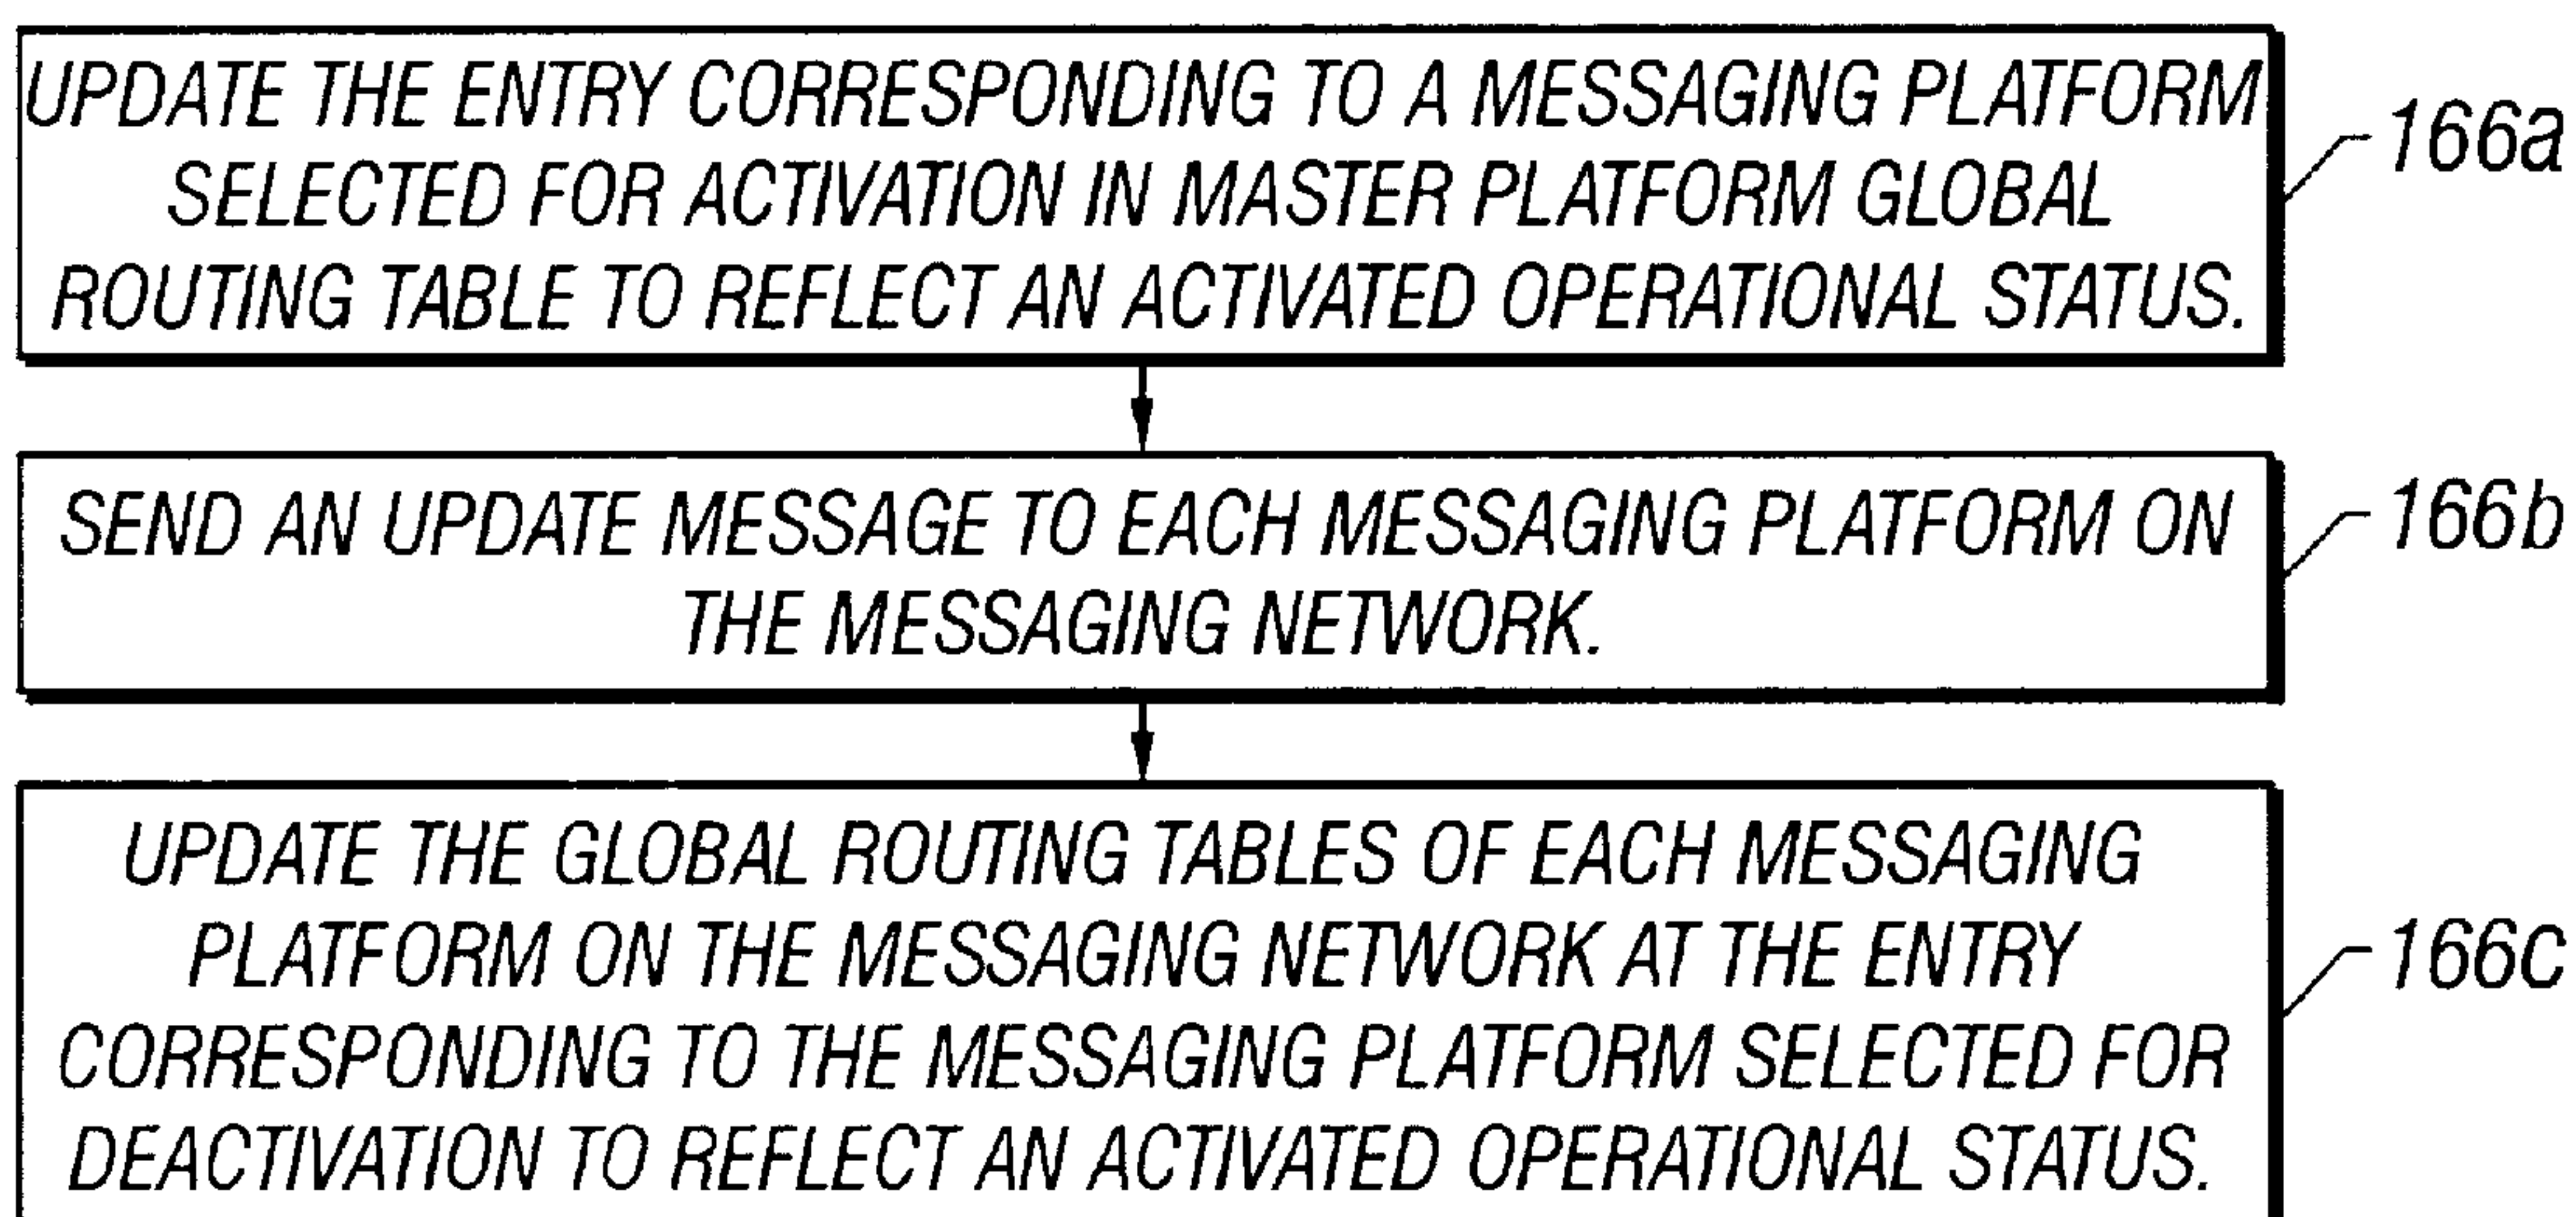 UPDATE THE ENTRY CORRESPONDING TO A MESSAGING PLATFORM
SELECTED FOR ACTIVATION IN MASTER PLATFORM GLOBAL
ROUTING TABLE TO REFLECT AN ACTIVATED OPERATIONAL STATUS.
166a
SEND AN UPDATE MESSAGE TO EACH MESSAGING PLATFORM ON
THE MESSAGING NETWORK.
166b
UPDATE THE GLOBAL ROUTING TABLES OF EACH MESSAGING
PLATFORM ON THE MESSAGING NETWORK AT THE ENTRY
CORRESPONDING TO THE MESSAGING PLATFORM SELECTED FOR
DEACTIVATION TO REFLECT AN ACTIVATED OPERATIONAL STATUS.
166c